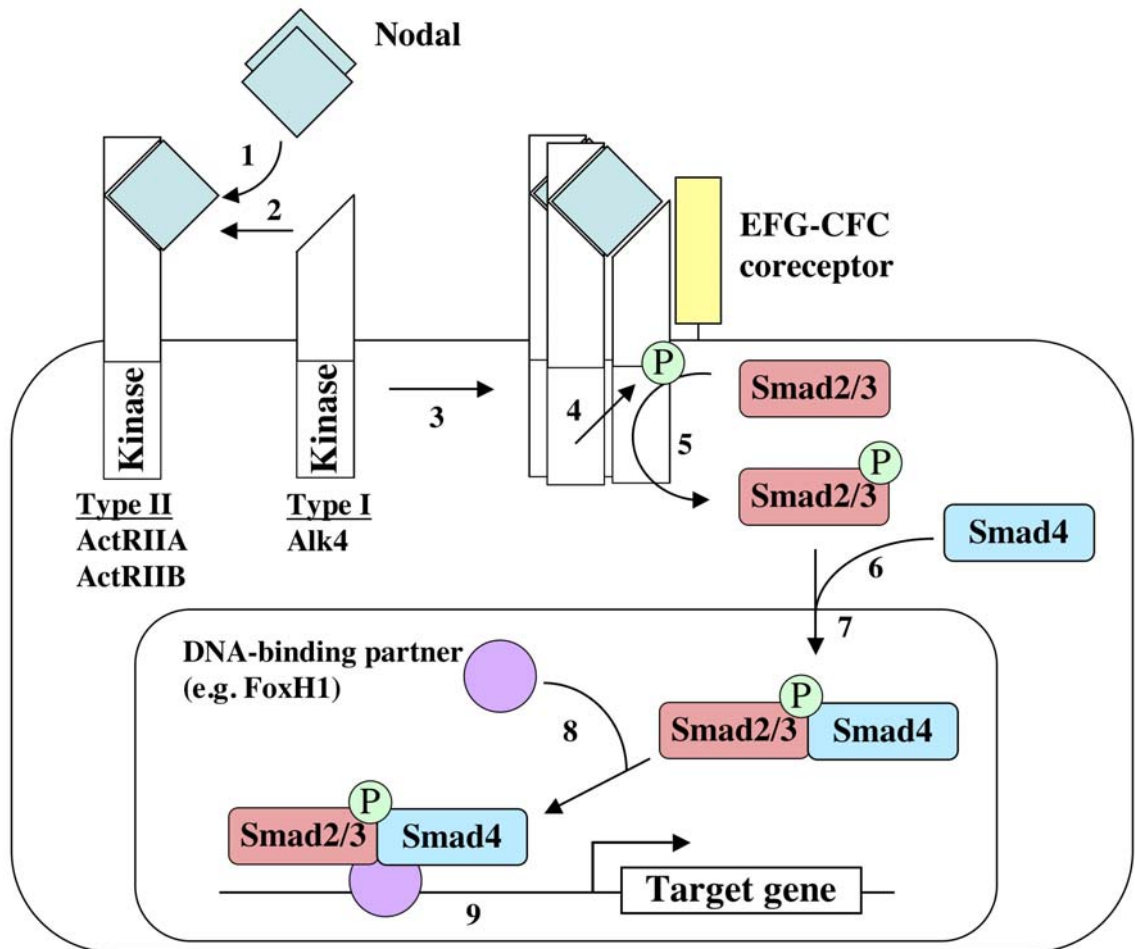 Nodal
1
2
EFG-CFC
coreceptor
P
Kinase
Kinase
3
4
5
Smad2/3
P
Smad2/3
Type II
ActRIIA
ActRIIB
Type I
Alk4
Smad4
6
7
DNA-binding partner
(e.g. FoxH1)
8
P
Smad2/3
Smad4
P
Smad2/3
Smad4
9
Target gene